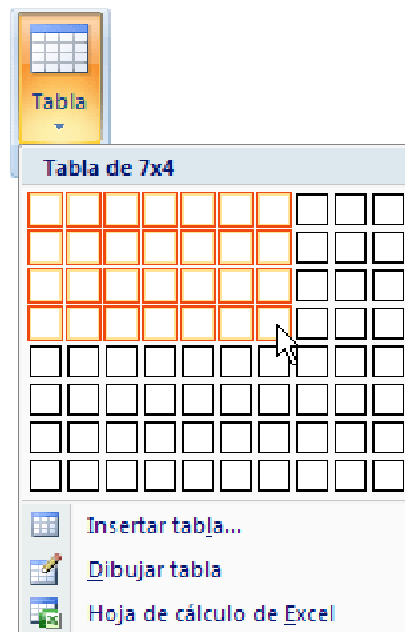 Tabla
Tabla de 7x4
Insertar tabla...
Dibujar tabla
Hoja de cálculo de Excel